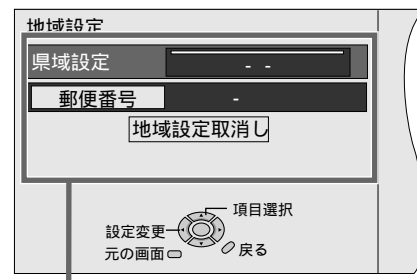 地域設定
県域設定 - -
郵便番号 -
地域設定取消し
項目選択
設定変更
元の画面 戻る